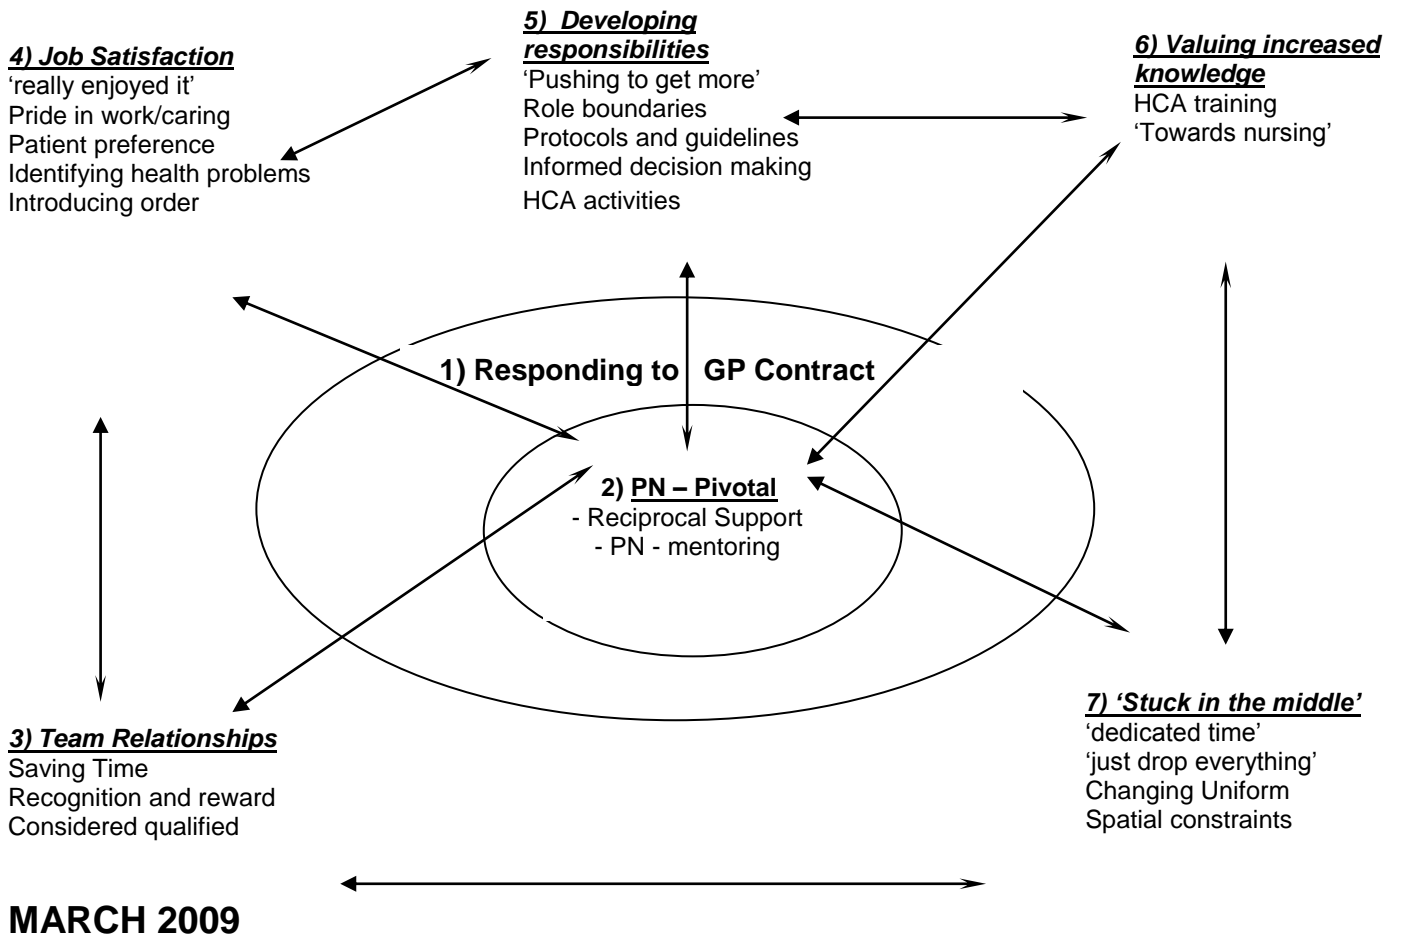 4) Job Satisfaction
‘really enjoyed it’
Pride in work/caring
Patient preference
Identifying health problems
Introducing order
5)  Developing
responsibilities
‘Pushing to get more’
Role boundaries
Protocols and guidelines
Informed decision making
HCA activities
6) Valuing increased
knowledge
HCA training
‘Towards nursing’
1) Responding to GP Contract
2) PN – Pivotal
- Reciprocal Support
- PN - mentoring
3) Team Relationships
Saving Time
Recognition and reward
Considered qualified
7) ‘Stuck in the middle’
‘dedicated time’
‘just drop everything’
Changing Uniform
Spatial constraints
MARCH 2009